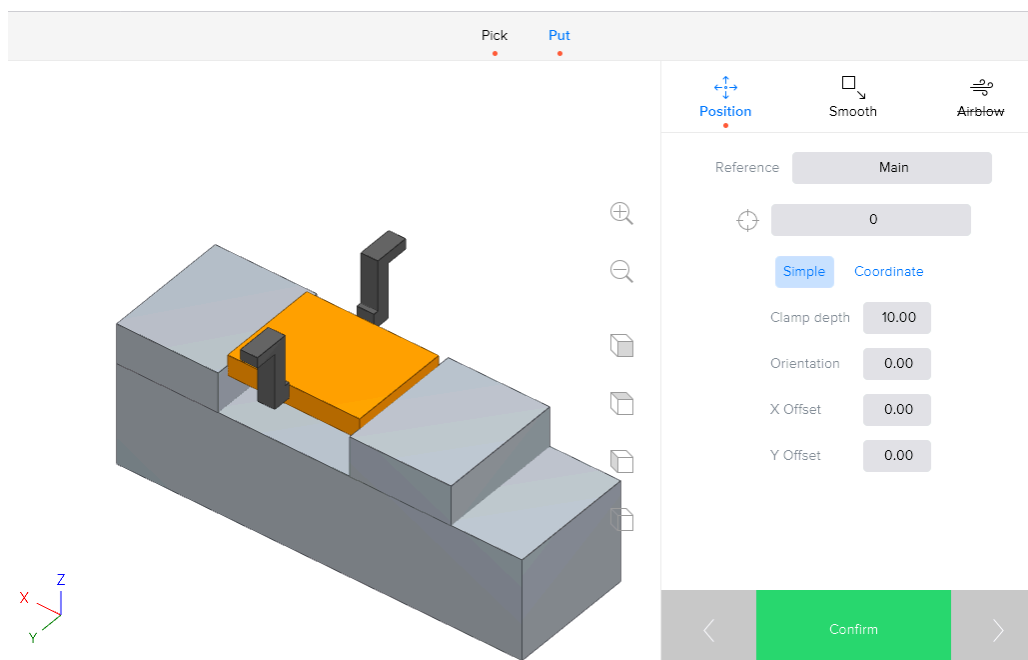 Pick Put
Position Smooth Airblow
Reference Main
0
Simple Coordinate
Clamp depth 10.00
Orientation 0.00
X Offset 0.00
Y Offset 0.00
Z
X
Y
Confirm